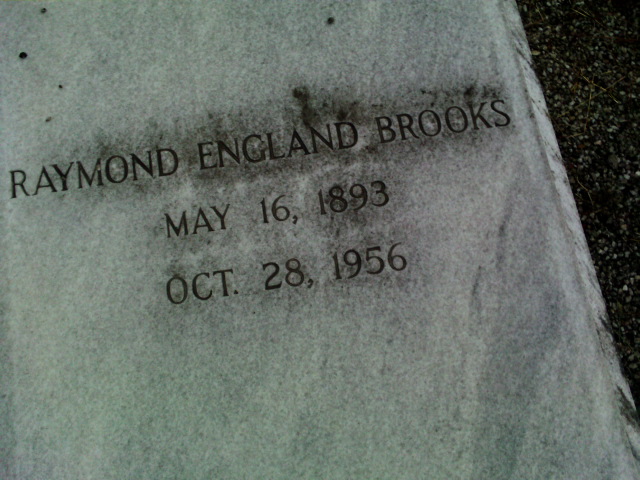 RAYMOND ENGLAND BROOKS
MAY 16, 1893
OCT. 28, 1956